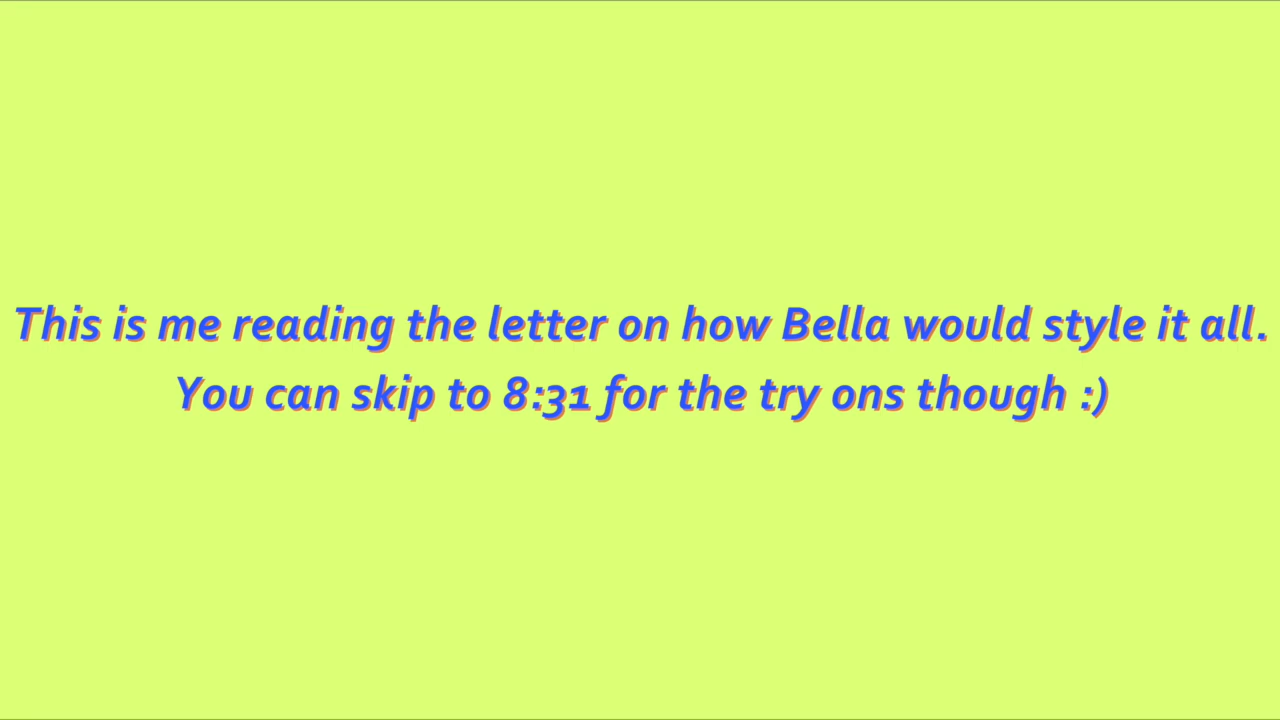 This is me reading the letter on how Bella would style it all.
You can skip to 8:31 for the try ons though :)